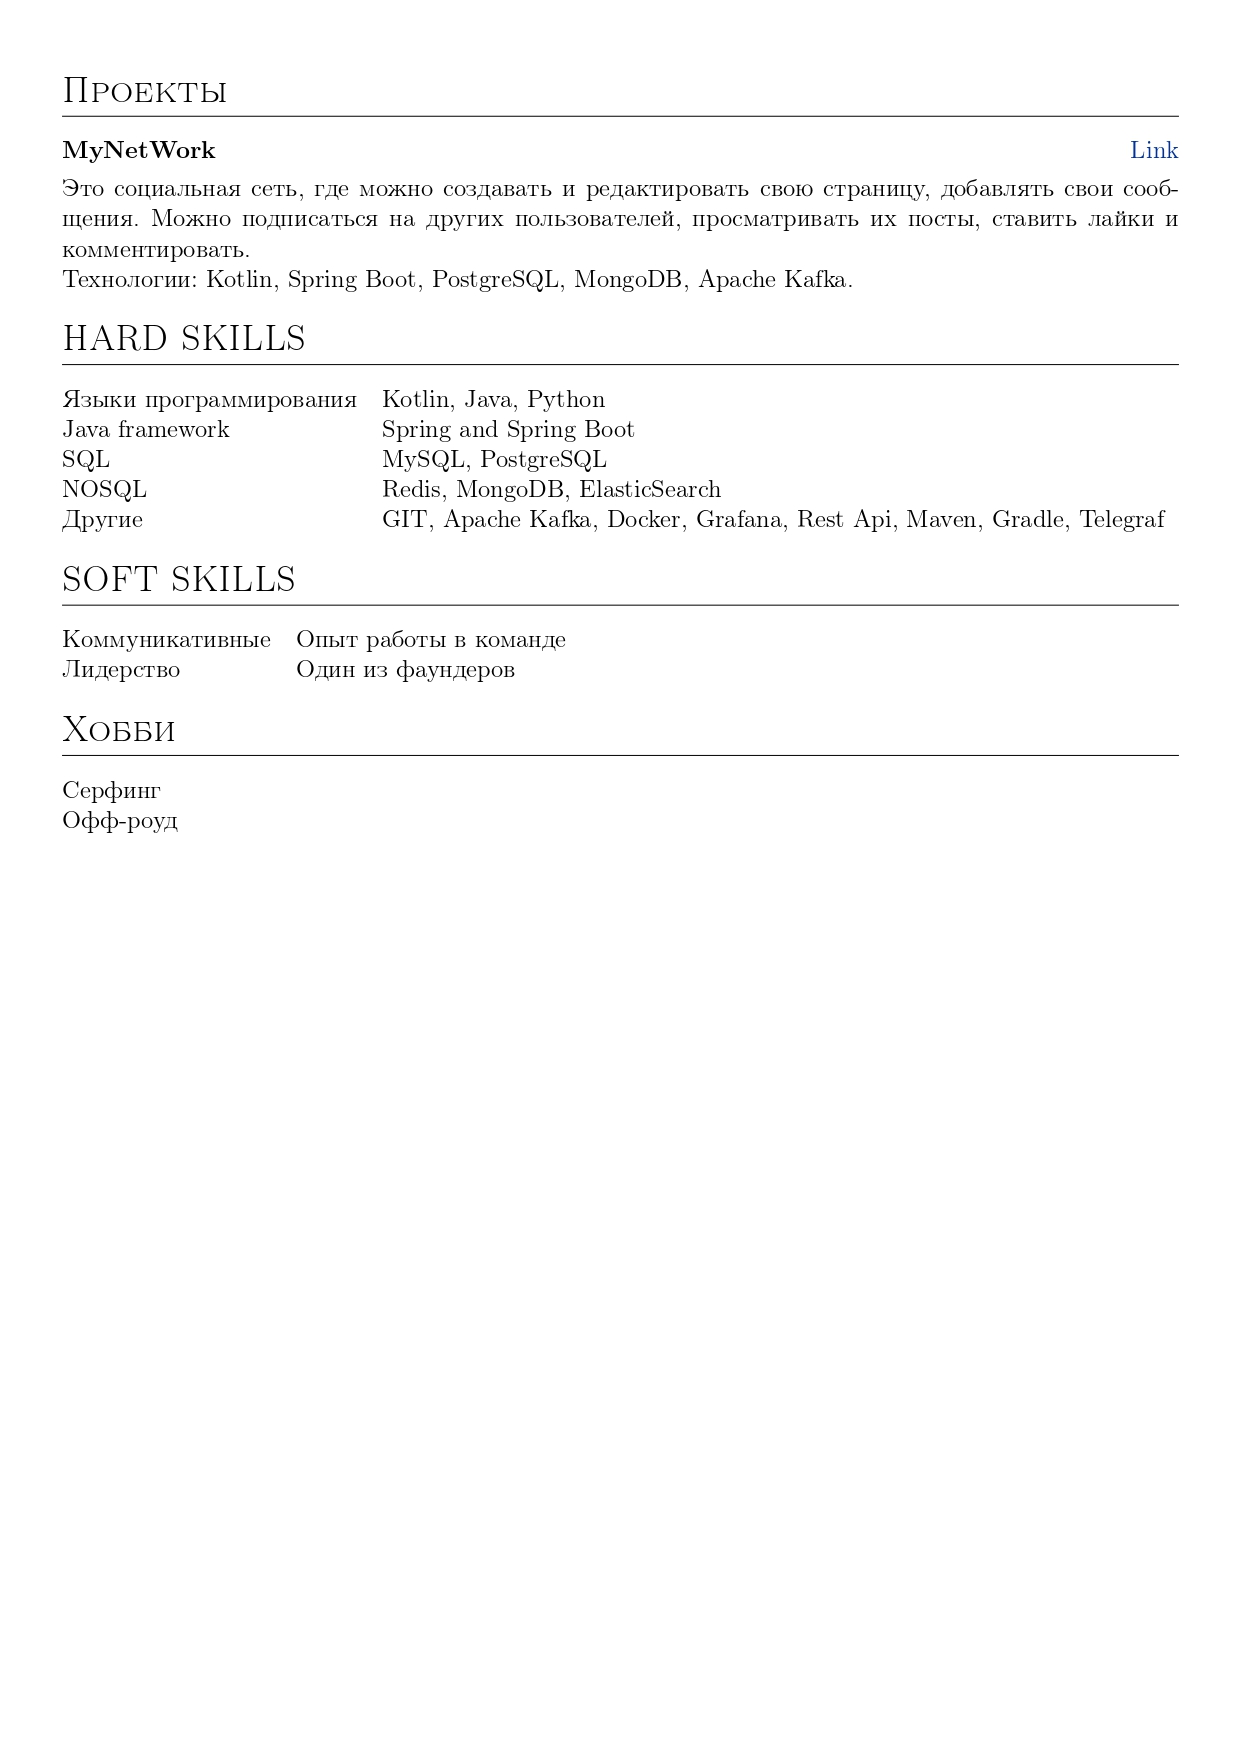 Проекты
MyNetWork Link
Это социальная сеть, где можно создавать и редактировать свою страницу, добавлять свои сооб-
щения. Можно подписаться на других пользователей, просматривать их посты, ставить лайки и
комментировать.
Технологии: Kotlin, Spring Boot, PostgreSQL, MongoDB, Apache Kafka.
HARD SKILLS
Языки программирования Kotlin, Java, Python
Java framework Spring and Spring Boot
SQL MySQL, PostgreSQL
NOSQL Redis, MongoDB, ElasticSearch
Другие GIT, Apache Kafka, Docker, Grafana, Rest Api, Maven, Gradle, Telegraf
SOFT SKILLS
Коммуникативные Опыт работы в команде
Лидерство Один из фаундеров
Хобби
Серфинг
Офф-роуд